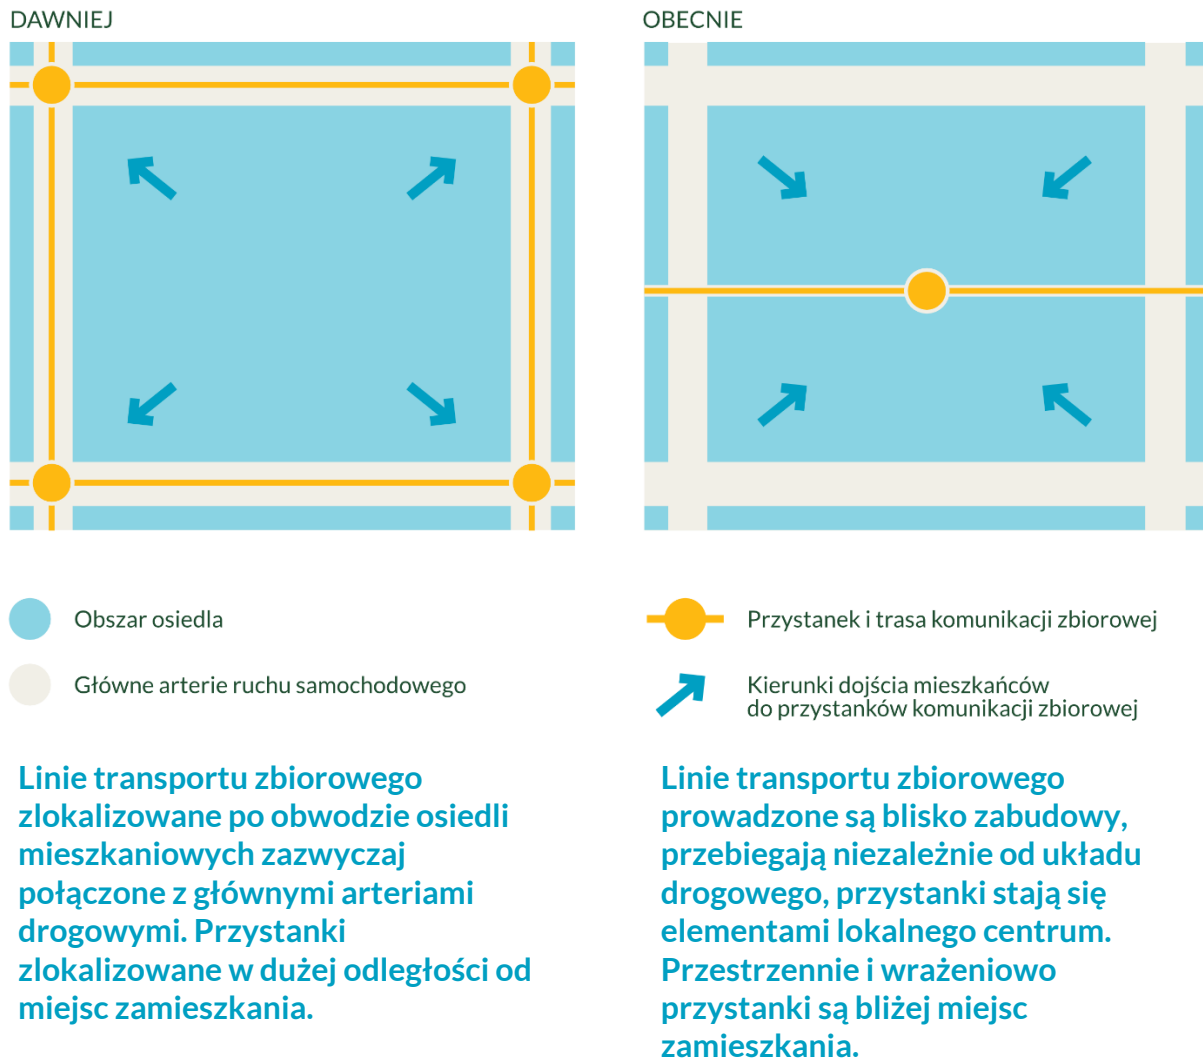 DAWNIEJ
OBECNIE
Obszar osiedla
Główne arterie ruchu samochodowego
Przystanek i trasa komunikacji zbiorowej
Kierunki dojścia mieszkańców
do przystanków komunikacji zbiorowej
Linie transportu zbiorowego
zlokalizowane po obwodzie osiedli
mieszkaniowych zazwyczaj
połączone z głównymi arteriami
drogowymi. Przystanki
zlokalizowane w dużej odległości od
miejsc zamieszkania.
Linie transportu zbiorowego
prowadzone są blisko zabudowy,
przebiegają niezależnie od układu
drogowego, przystanki stają się
elementami lokalnego centrum.
Przestrzennie i wrażeniowo
przystanki są bliżej miejsc
zamieszkania.